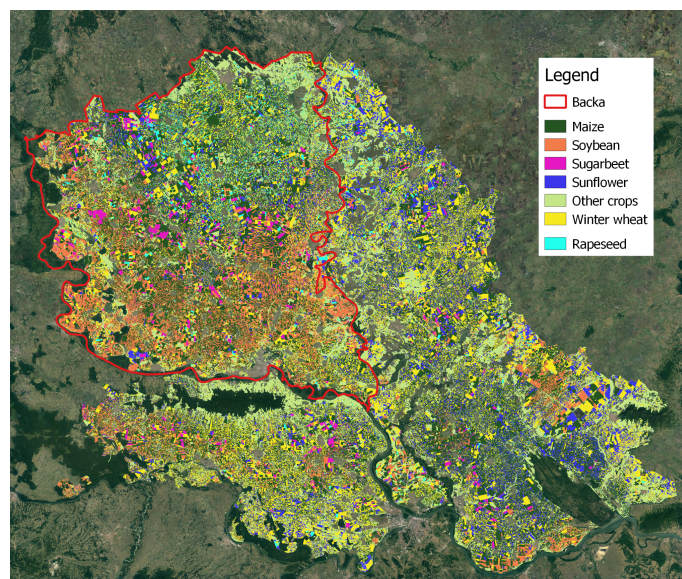 Legend
Backa
Maize
Soybean
Sugarbeet
Sunflower
Other crops
Winter wheat
Rapeseed